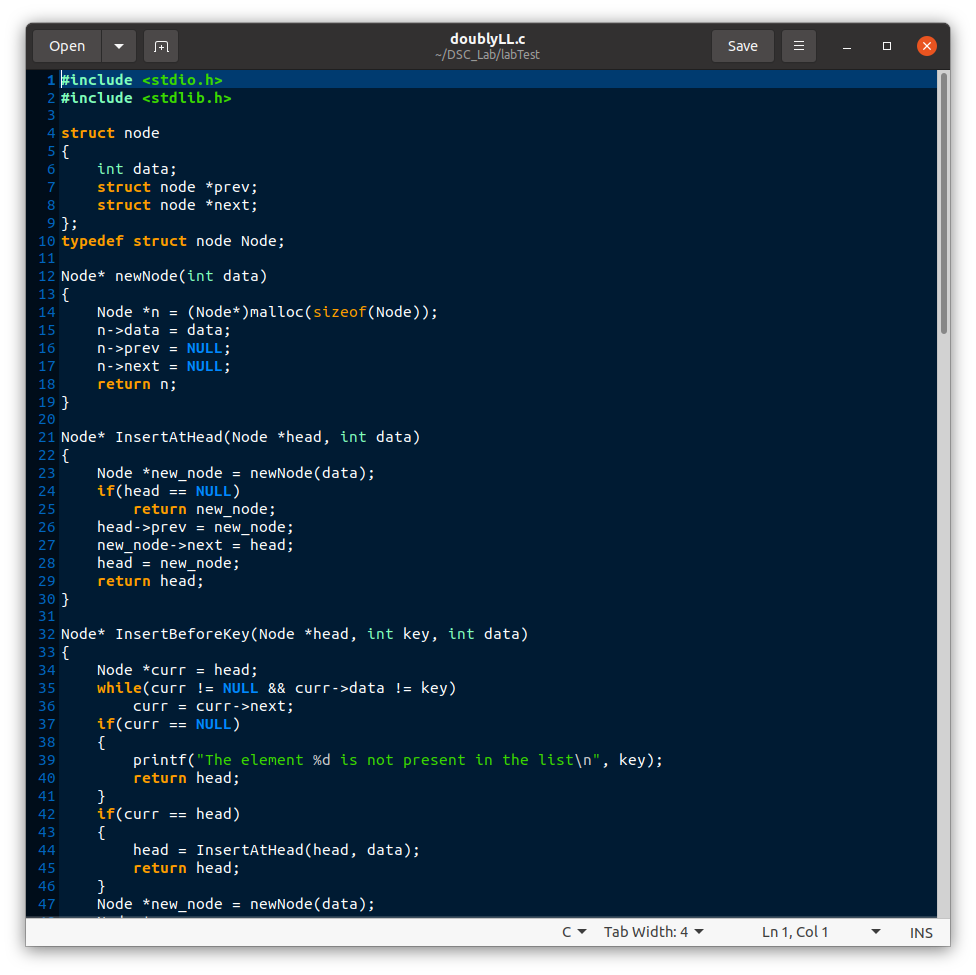 Open
doublyLL.c
~/DSC_Lab/labTest
Save
1 #include <stdio.h>
2 #include <stdlib.h>
3
4 struct node
5 {
6     int data;
7     struct node *prev;
8     struct node *next;
9 };
10 typedef struct node Node;
11
12 Node* newNode(int data)
13 {
14     Node *n = (Node*)malloc(sizeof(Node));
15     n->data = data;
16     n->prev = NULL;
17     n->next = NULL;
18     return n;
19 }
20
21 Node* InsertAtHead(Node *head, int data)
22 {
23     Node *new_node = newNode(data);
24     if(head == NULL)
25         return new_node;
26     head->prev = new_node;
27     new_node->next = head;
28     head = new_node;
29     return head;
30 }
31
32 Node* InsertBeforeKey(Node *head, int key, int data)
33 {
34     Node *curr = head;
35     while(curr != NULL && curr->data != key)
36         curr = curr->next;
37     if(curr == NULL)
38     {
39         printf("The element %d is not present in the list\n", key);
40         return head;
41     }
42     if(curr == head)
43     {
44         head = InsertAtHead(head, data);
45         return head;
46     }
47     Node *new_node = newNode(data);
C Tab Width: 4 Ln 1, Col 1 INS